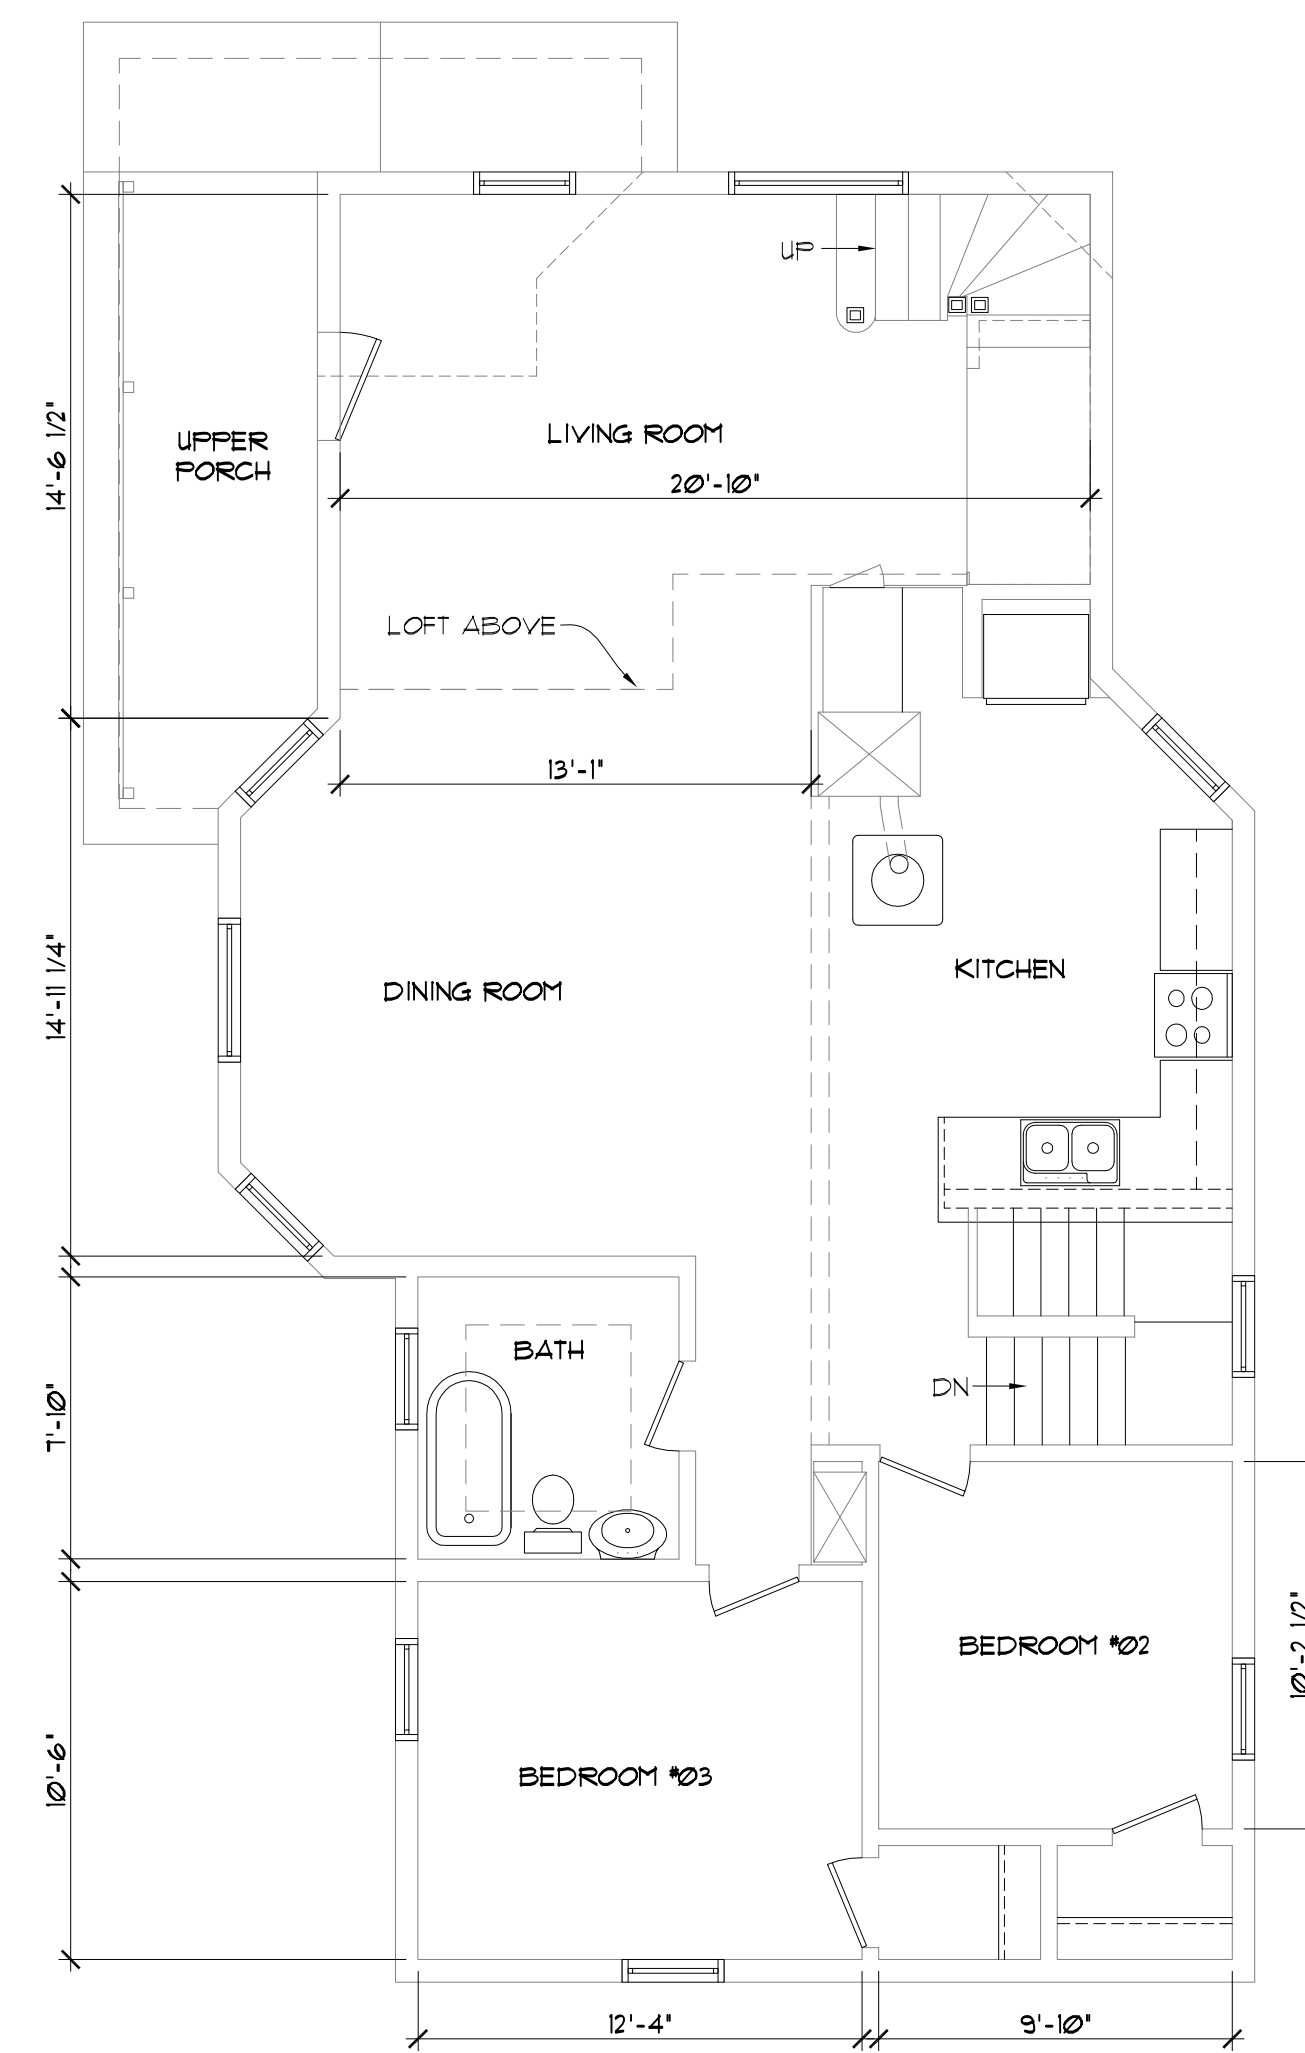 UP
14'-6 1/2"
UPPER
PORCH
LIVING ROOM
20'-10"
LOFT ABOVE
13'-1"
14'-11 1/4"
DINING ROOM
KITCHEN
BATH
DN
7'-10"
10'-2 1/2"
BEDROOM #02
10'-6"
BEDROOM #03
12'-4"
9'-10"